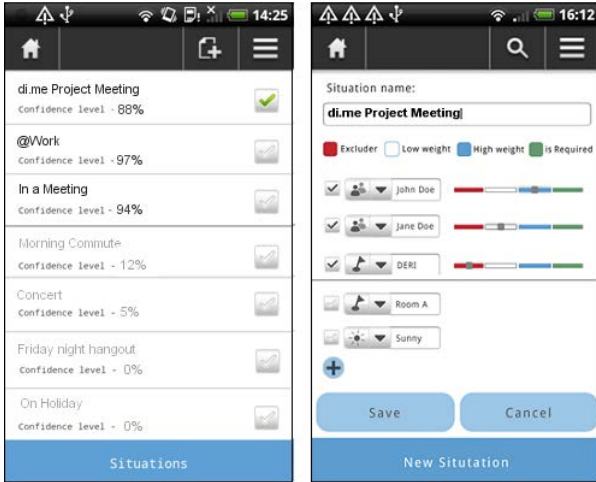 14:25
di.me Project Meeting
Confidence level - 88%
@Work
Confidence level - 97%
In a Meeting
Confidence level - 94%
Morning Commute
Confidence level - 12%
Concert
Confidence level - 5%
Friday night hangout
Confidence level - 0%
On Holiday
Confidence level - 0%
Situations
16:12
Situation name:
di.me Project Meeting
Excluder Low weight High weight is Required
John Doe
Jane Doe
DERI
Room A
Sunny
Save Cancel
New Situtation